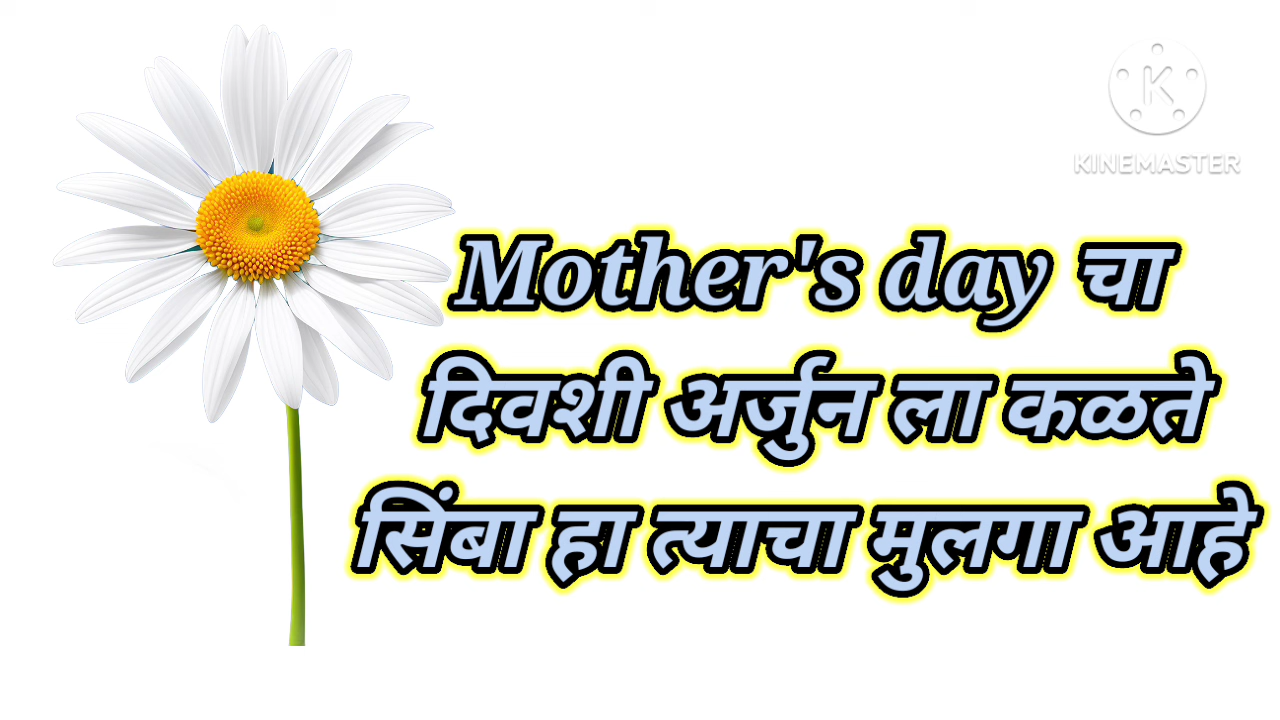 KINEMASTER
Mother's day चा
दिवशी अर्जुन ला कळते
सिंबा हा त्याचा मुलगा आहे